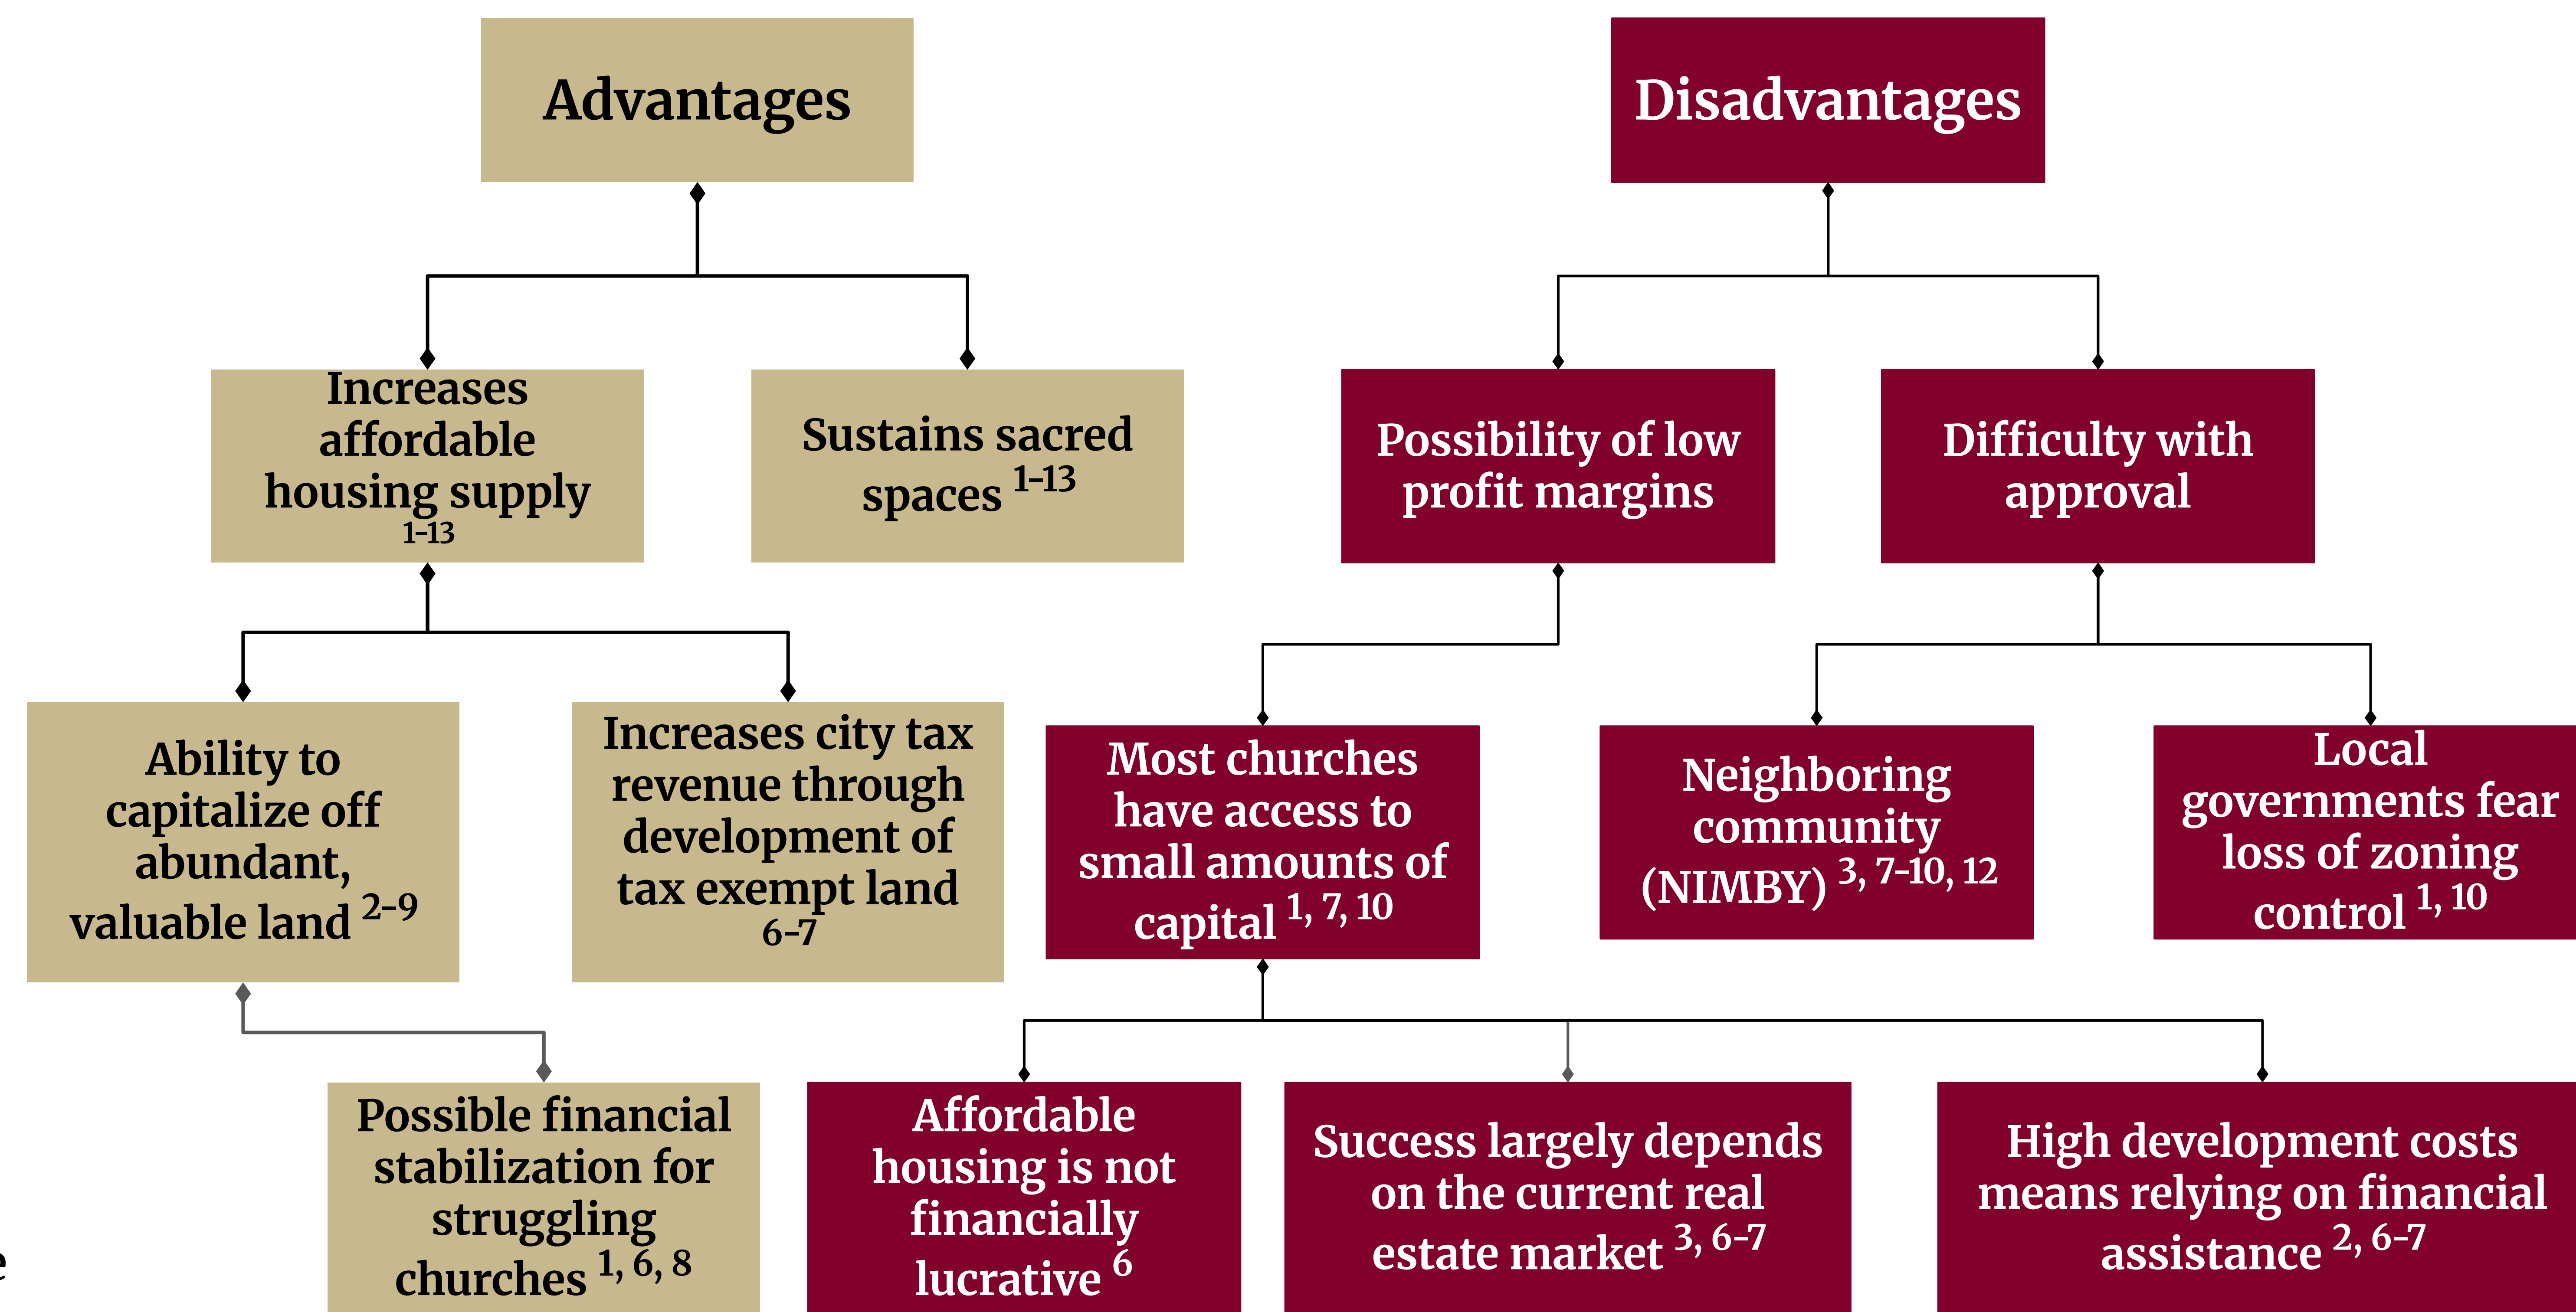 Advantages
Disadvantages
Increases
affordable
housing supply
1-13
Sustains sacred
spaces 1-13
Possibility of low
profit margins
Difficulty with
approval
Ability to
capitalize off
abundant,
valuable land 2-9
Increases city tax
revenue through
development of
tax exempt land
6-7
Most churches
have access to
small amounts of
capital 1, 7, 10
Neighboring
community
(NIMBY) 3, 7-10, 12
Local
governments fear
loss of zoning
control 1, 10
Possible financial
stabilization for
struggling
churches 1, 6, 8
Affordable
housing is not
financially
lucrative 6
Success largely depends
on the current real
estate market 3, 6-7
High development costs
means relying on financial
assistance 2, 6-7